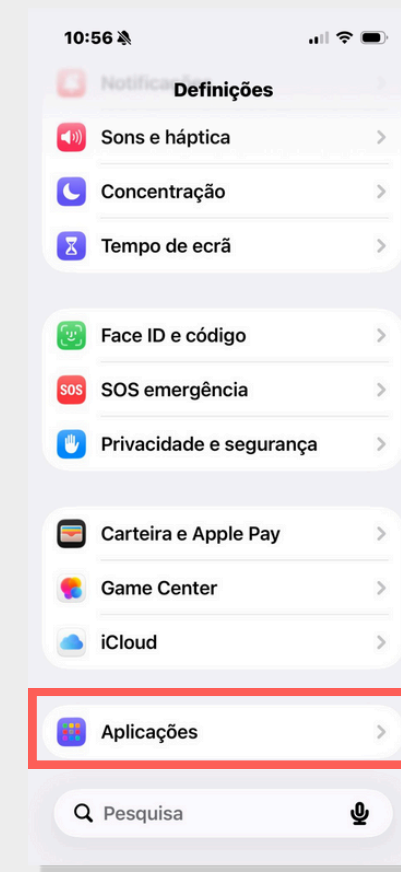 10:56
Notificações
Definições
Sons e háptica
Concentração
Tempo de ecrã
Face ID e código
SOS
SOS emergência
Privacidade e segurança
Carteira e Apple Pay
Game Center
iCloud
Aplicações
Pesquisa